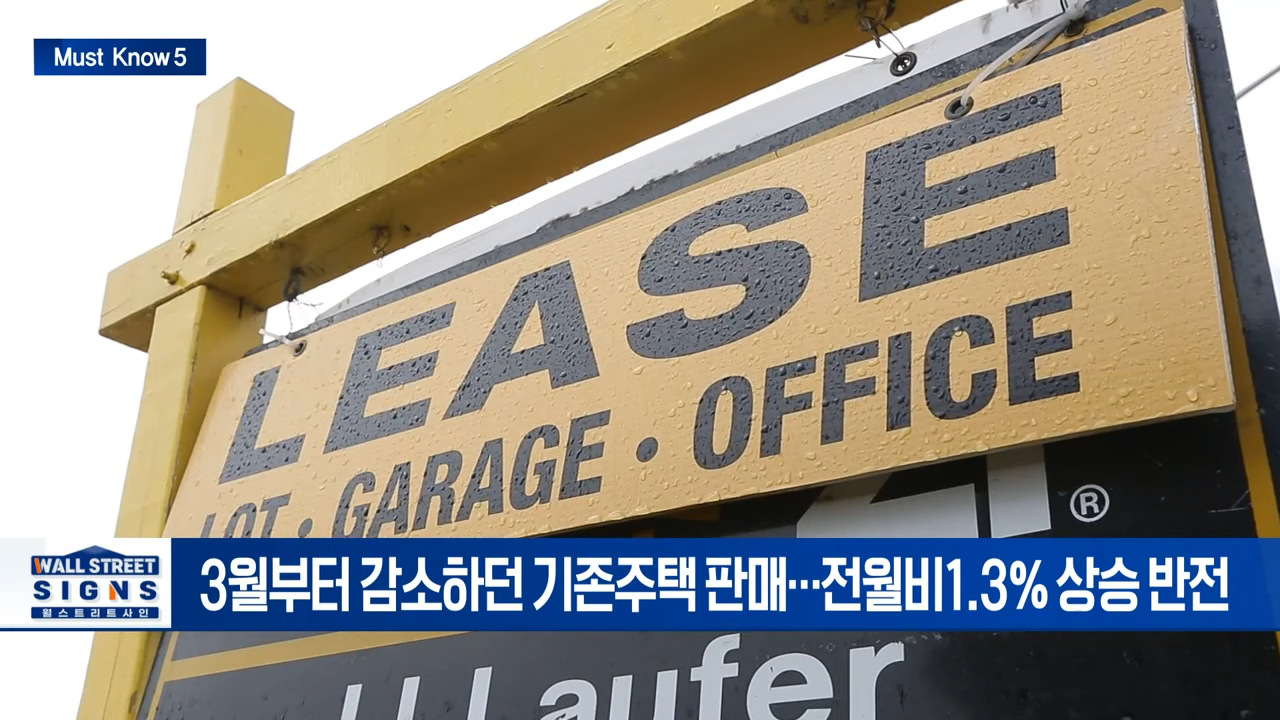 Must Know 5
LEASE
LOT · GARAGE · OFFICE
®
WALL STREET
SIGNS
월스트리트사인
3월부터 감소하던 기존주택 판매…전월비1.3% 상승 반전
Laufer